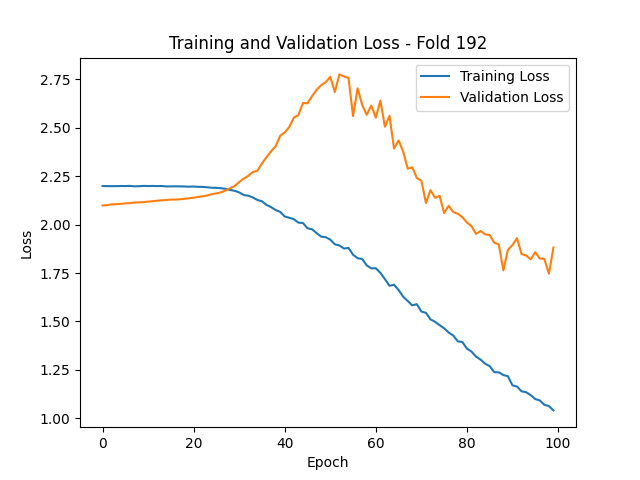 Training and Validation Loss - Fold 192
Training Loss
Validation Loss
Loss
2.75
2.50
2.25
2.00
1.75
1.50
1.25
1.00
0 20 40 60 80 100
Epoch